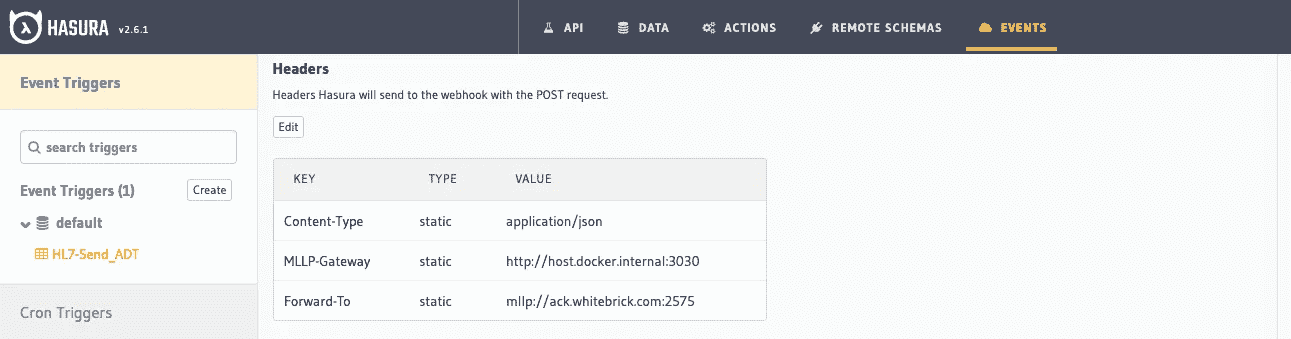 HASURA v2.6.1 API DATA ACTIONS REMOTE SCHEMAS EVENTS
Event Triggers
search triggers
Event Triggers (1) Create
default
HL7-Send_ADT
Cron Triggers
Headers
Headers Hasura will send to the webhook with the POST request.
Edit
KEY TYPE VALUE
Content-Type static application/json
MLLP-Gateway static http://host.docker.internal:3030
Forward-To static mllp://ack.whitebrick.com:2575